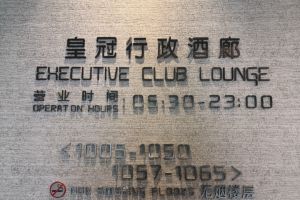 皇冠行政酒廊
EXECUTIVE CLUB LOUNGE
营业时间
OPERATION HOURS : 06:30-23:00
<1005-1050
1057-1065>
NON SMOKING FLOORS 无烟楼层